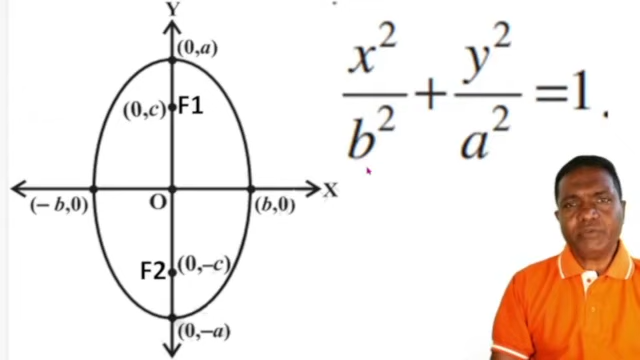 Y
(0,a)
(0,c) F1
X
(– b,0) O (b,0)
F2 (0,–c)
(0,–a)
x²/b² + y²/a² =1.